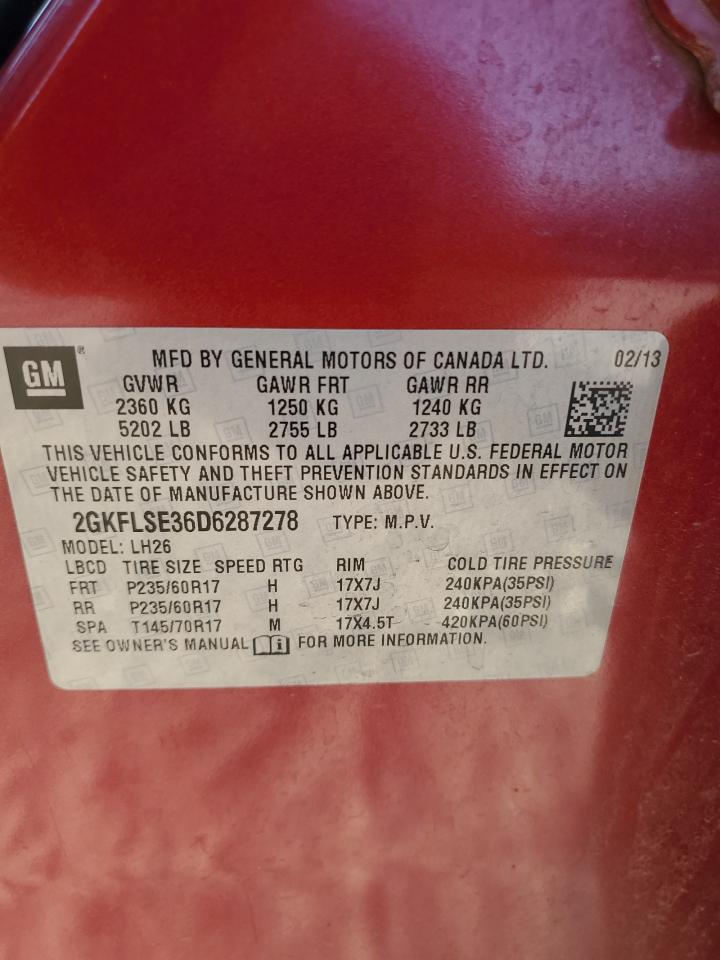 GM ® MFD BY GENERAL MOTORS OF CANADA LTD. 02/13
GVWR GAWR FRT GAWR RR
2360 KG 1250 KG 1240 KG
5202 LB 2755 LB 2733 LB
THIS VEHICLE CONFORMS TO ALL APPLICABLE U.S. FEDERAL MOTOR
VEHICLE SAFETY AND THEFT PREVENTION STANDARDS IN EFFECT ON
THE DATE OF MANUFACTURE SHOWN ABOVE.
2GKFLSE36D6287278 TYPE: M.P.V.
MODEL: LH26
LBCD TIRE SIZE SPEED RTG RIM COLD TIRE PRESSURE
FRT P235/60R17 H 17X7J 240KPA(35PSI)
RR P235/60R17 H 17X7J 240KPA(35PSI)
SPA T145/70R17 M 17X4.5T 420KPA(60PSI)
SEE OWNER'S MANUAL i FOR MORE INFORMATION.